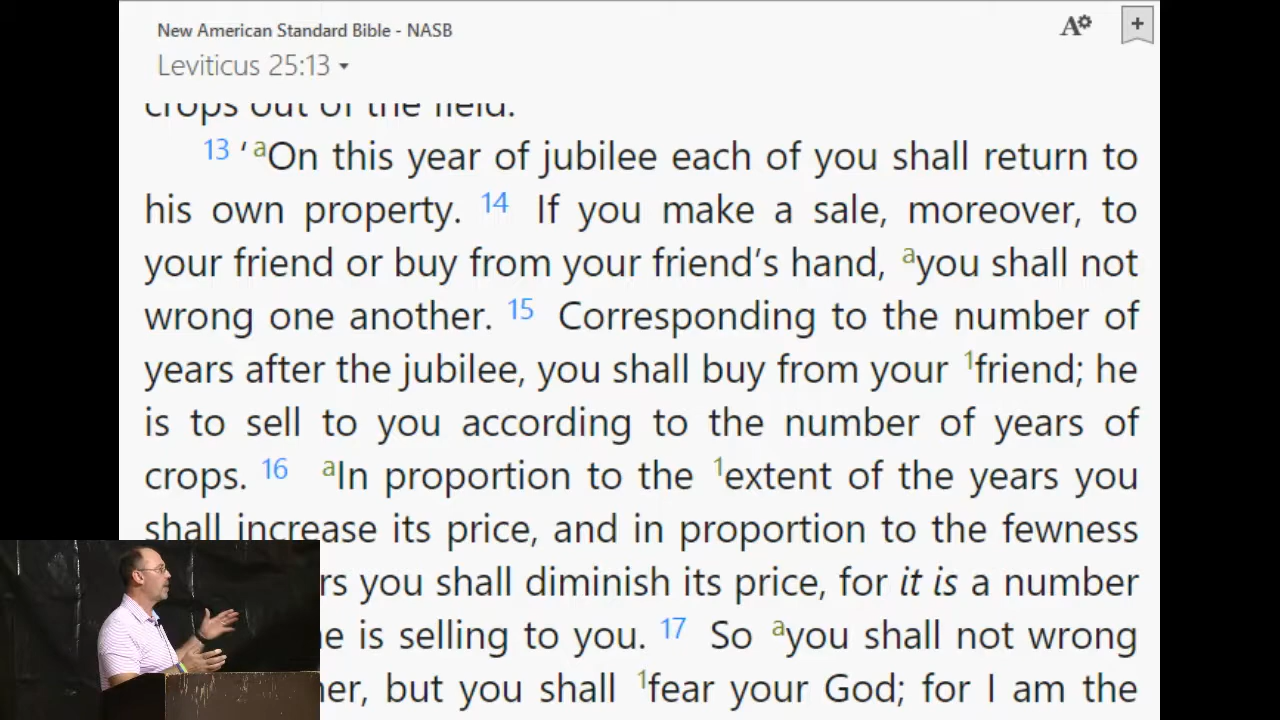 New American Standard Bible - NASB
Leviticus 25:13
crops out of the field.
13 ‘ aOn this year of jubilee each of you shall return to
his own property. 14 If you make a sale, moreover, to
your friend or buy from your friend’s hand, ayou shall not
wrong one another. 15 Corresponding to the number of
years after the jubilee, you shall buy from your 1friend; he
is to sell to you according to the number of years of
crops. 16 aIn proportion to the 1extent of the years you
shall increase its price, and in proportion to the fewness
you shall diminish its price, for it is a number
is selling to you. 17 So ayou shall not wrong
but you shall 1fear your God; for I am the